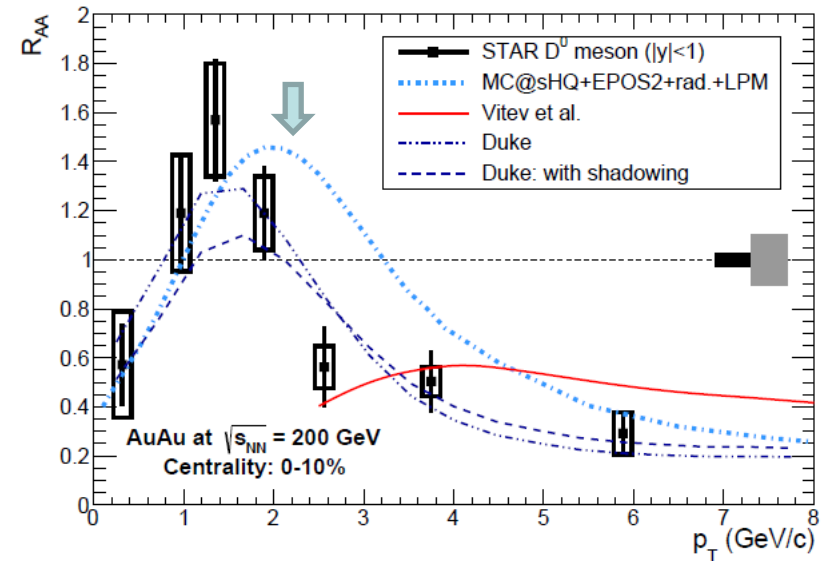 R_AA
1.8
1.6
1.4
1.2
1
0.8
0.6
0.4
0.2
0
STAR D⁰ meson (|y|<1)
MC@sHQ+EPOS2+rad.+LPM
Vitev et al.
Duke
Duke: with shadowing
AuAu at √s_NN = 200 GeV
Centrality: 0-10%
0 1 2 3 4 5 6 7 8
p_T (GeV/c)
2